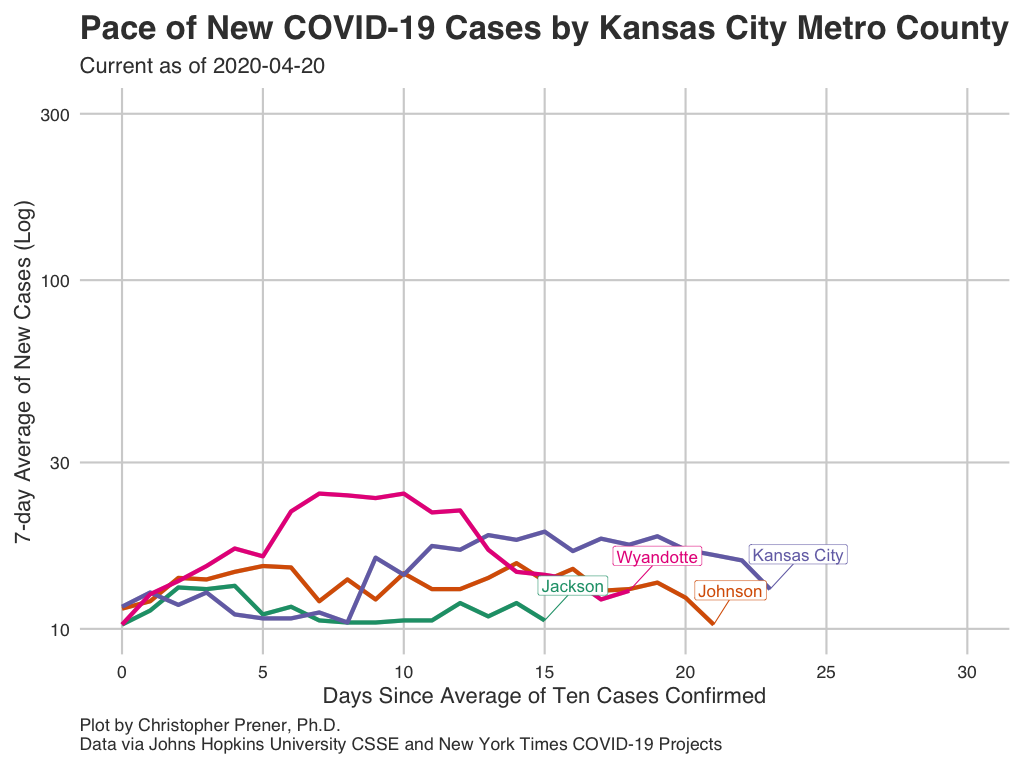 Pace of New COVID-19 Cases by Kansas City Metro County
Current as of 2020-04-20
7-day Average of New Cases (Log)
300
100
30
10
Wyandotte
Kansas City
Jackson
Johnson
0 5 10 15 20 25 30
Days Since Average of Ten Cases Confirmed
Plot by Christopher Prener, Ph.D.
Data via Johns Hopkins University CSSE and New York Times COVID-19 Projects